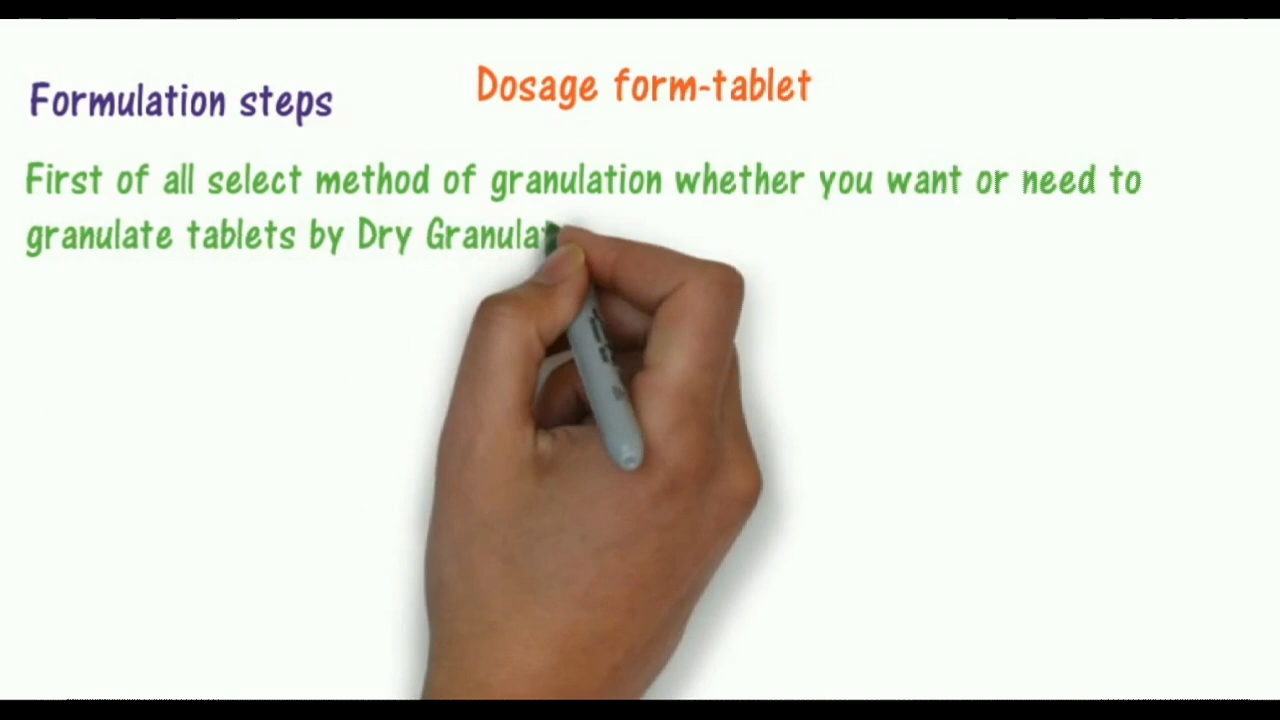 Dosage form-tablet
Formulation steps
First of all select method of granulation whether you want or need to
granulate tablets by Dry Granula